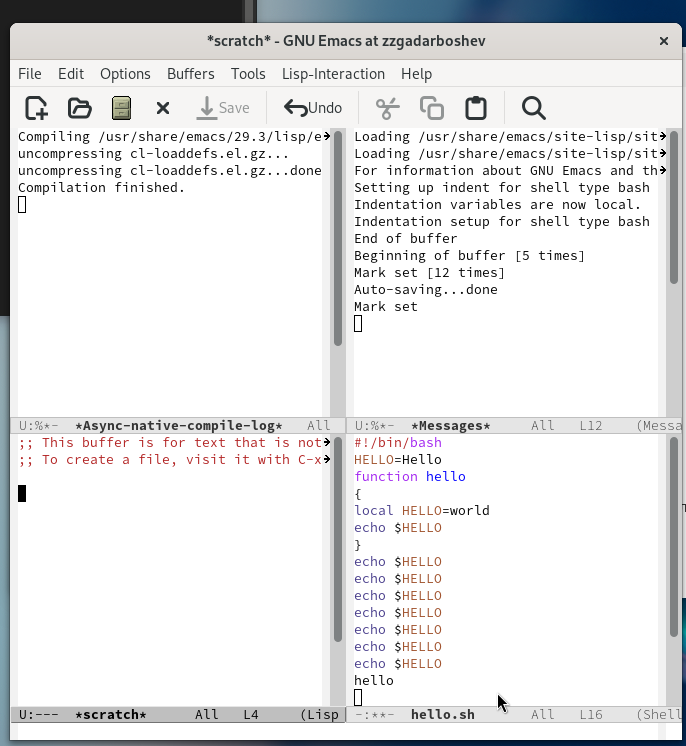 *scratch* - GNU Emacs at zzgadarboshev
File Edit Options Buffers Tools Lisp-Interaction Help
Save Undo
Compiling /usr/share/emacs/29.3/lisp/e
uncompressing cl-loaddefs.el.gz...
uncompressing cl-loaddefs.el.gz...done
Compilation finished.
U:%*- *Async-native-compile-log* All
Loading /usr/share/emacs/site-lisp/sit
Loading /usr/share/emacs/site-lisp/sit
For information about GNU Emacs and th
Setting up indent for shell type bash
Indentation variables are now local.
Indentation setup for shell type bash
End of buffer
Beginning of buffer [5 times]
Mark set [12 times]
Auto-saving...done
Mark set
U:%*- *Messages* All L12 (Messa
;; This buffer is for text that is not
;; To create a file, visit it with C-x
U:--- *scratch* All L4 (Lisp
#!/bin/bash
HELLO=Hello
function hello
{
local HELLO=world
echo $HELLO
}
echo $HELLO
echo $HELLO
echo $HELLO
echo $HELLO
echo $HELLO
echo $HELLO
echo $HELLO
hello
-:**- hello.sh All L16 (Shell